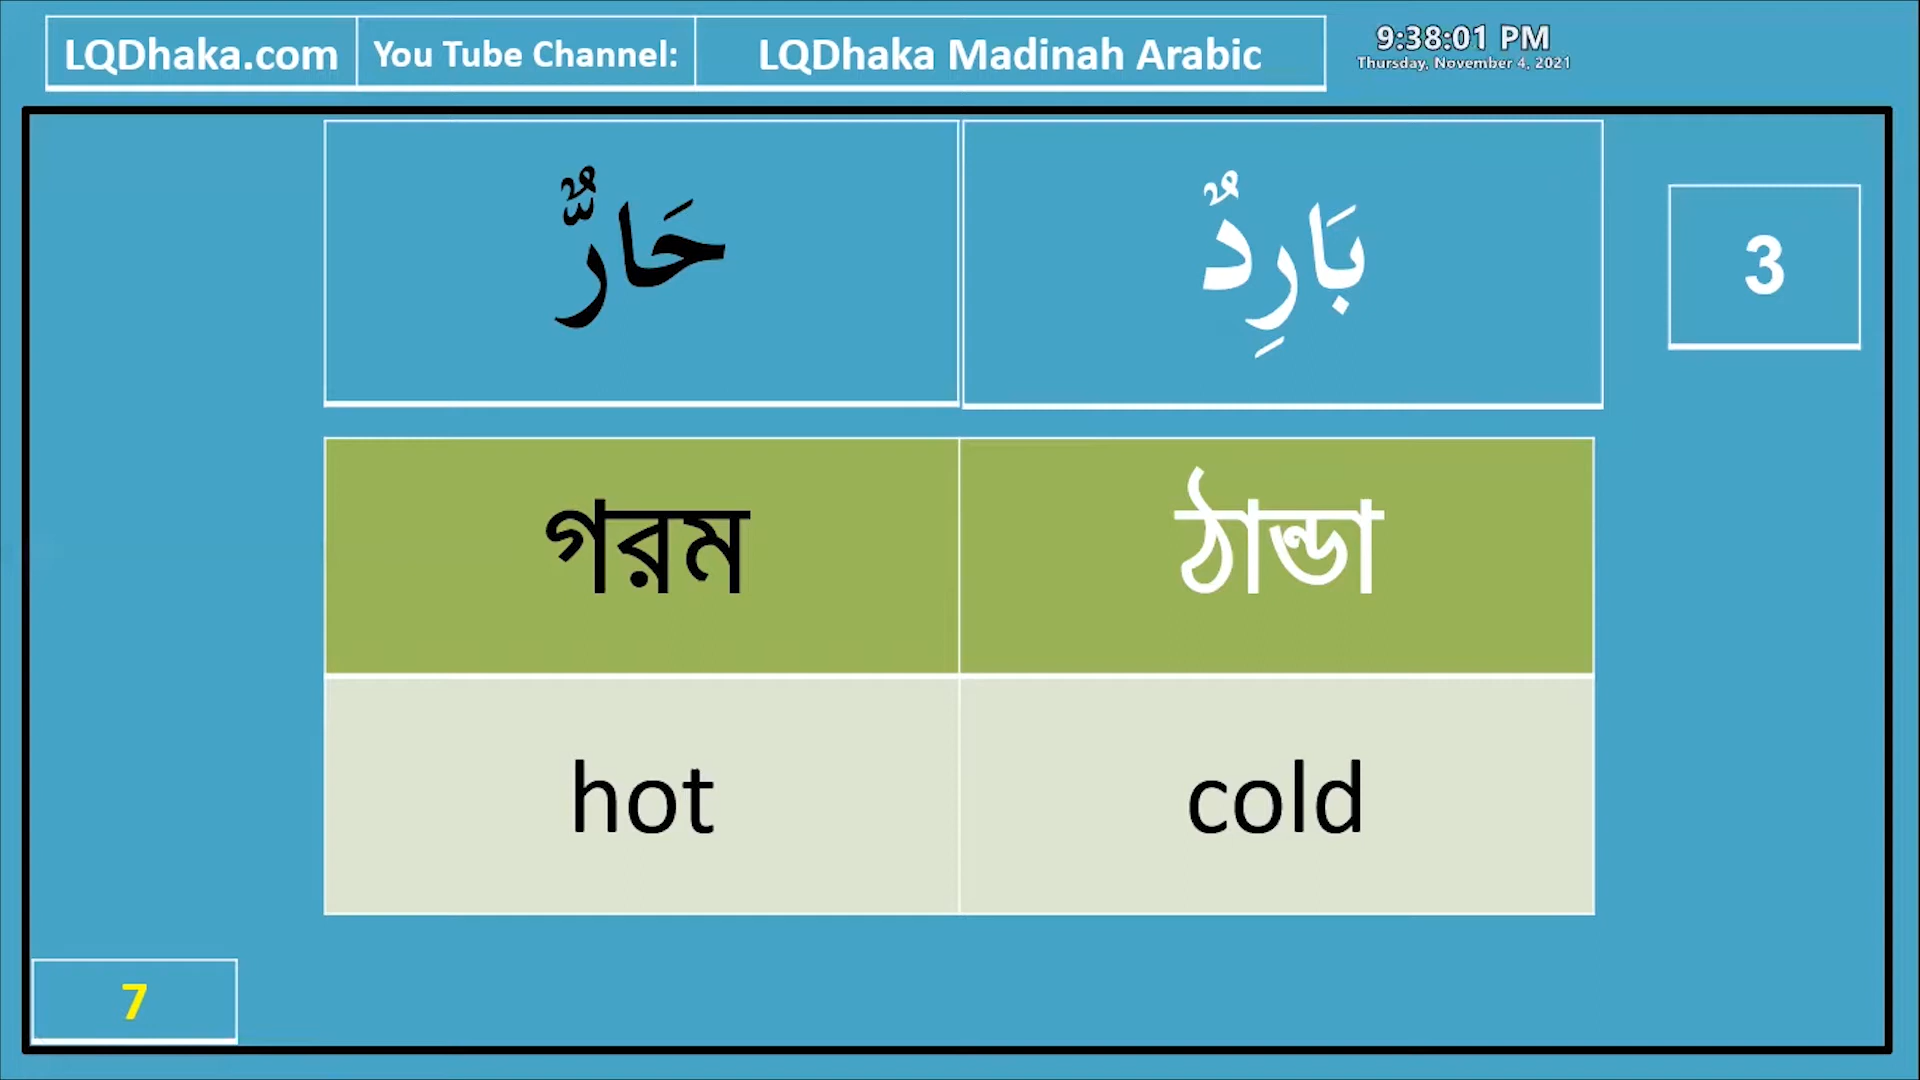 LQDhaka.com You Tube Channel: LQDhaka Madinah Arabic
9:38:01 PM
Thursday, November 4, 2021
بَارِدٌ حَارٌّ
3
গরম ঠান্ডা
hot cold
7